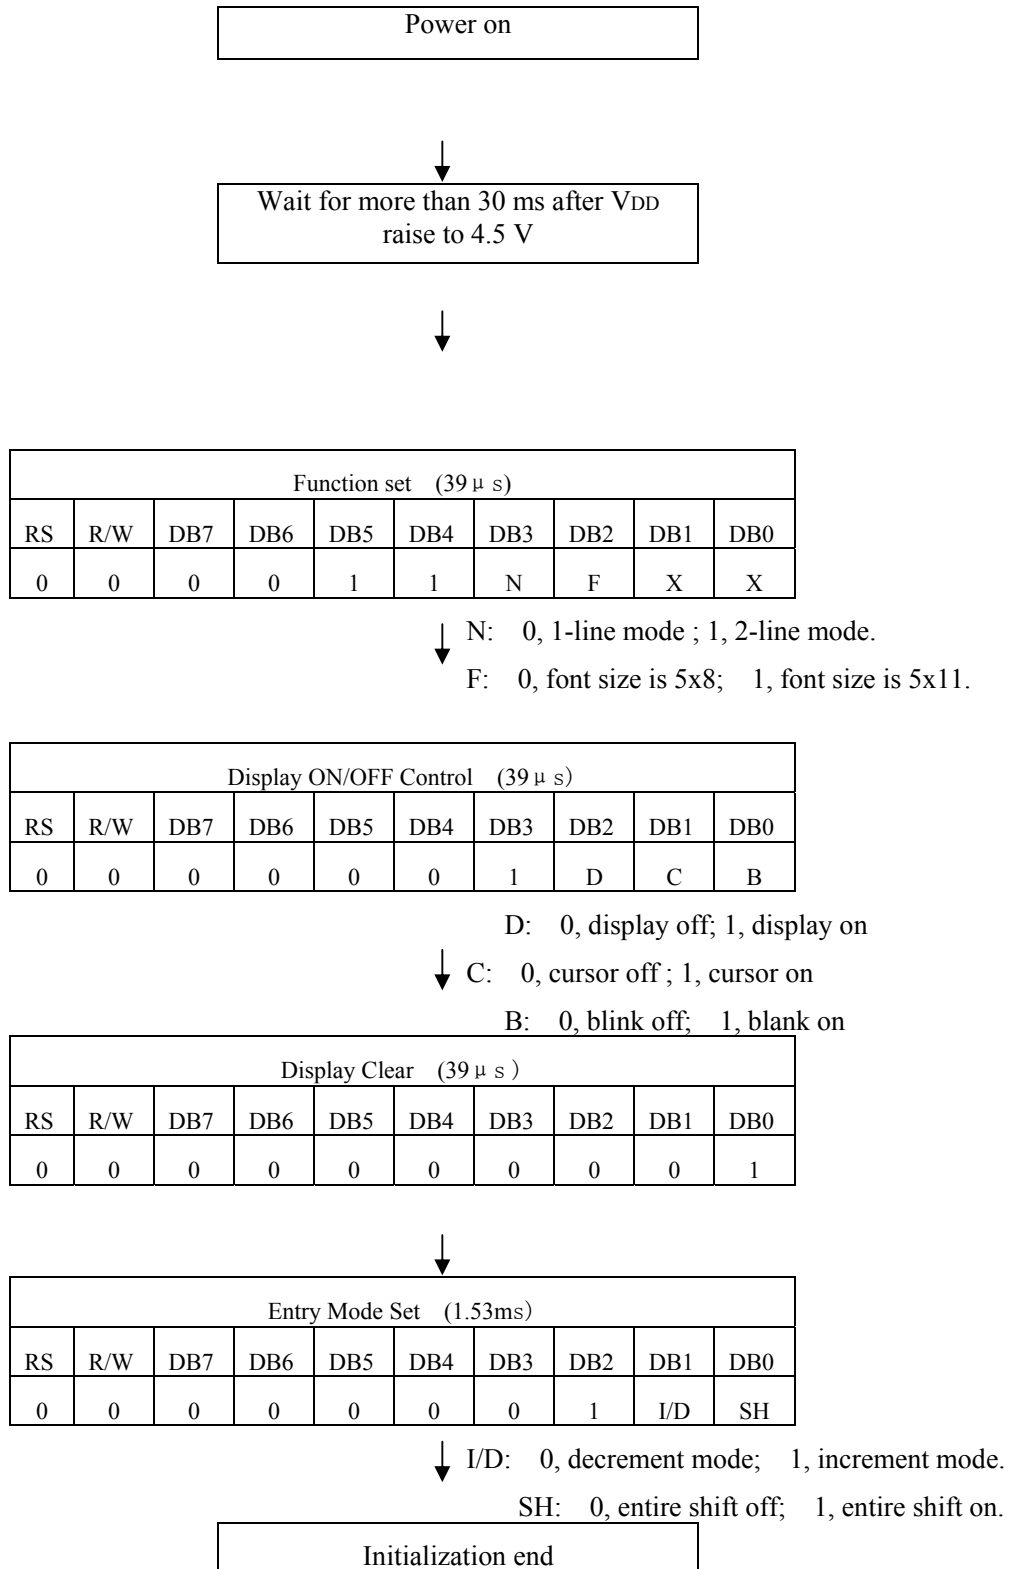 Power on
Wait for more than 30 ms after VDD
raise to 4.5 V
Function set (39μs)
RS R/W DB7 DB6 DB5 DB4 DB3 DB2 DB1 DB0
0 0 0 0 1 1 N F X X
N: 0, 1-line mode ; 1, 2-line mode.
F: 0, font size is 5x8; 1, font size is 5x11.
Display ON/OFF Control (39μs)
RS R/W DB7 DB6 DB5 DB4 DB3 DB2 DB1 DB0
0 0 0 0 0 0 1 D C B
D: 0, display off; 1, display on
C: 0, cursor off ; 1, cursor on
B: 0, blink off; 1, blank on
Display Clear (39μs)
RS R/W DB7 DB6 DB5 DB4 DB3 DB2 DB1 DB0
0 0 0 0 0 0 0 0 0 1
Entry Mode Set (1.53ms)
RS R/W DB7 DB6 DB5 DB4 DB3 DB2 DB1 DB0
0 0 0 0 0 0 0 1 I/D SH
I/D: 0, decrement mode; 1, increment mode.
SH: 0, entire shift off; 1, entire shift on.
Initialization end